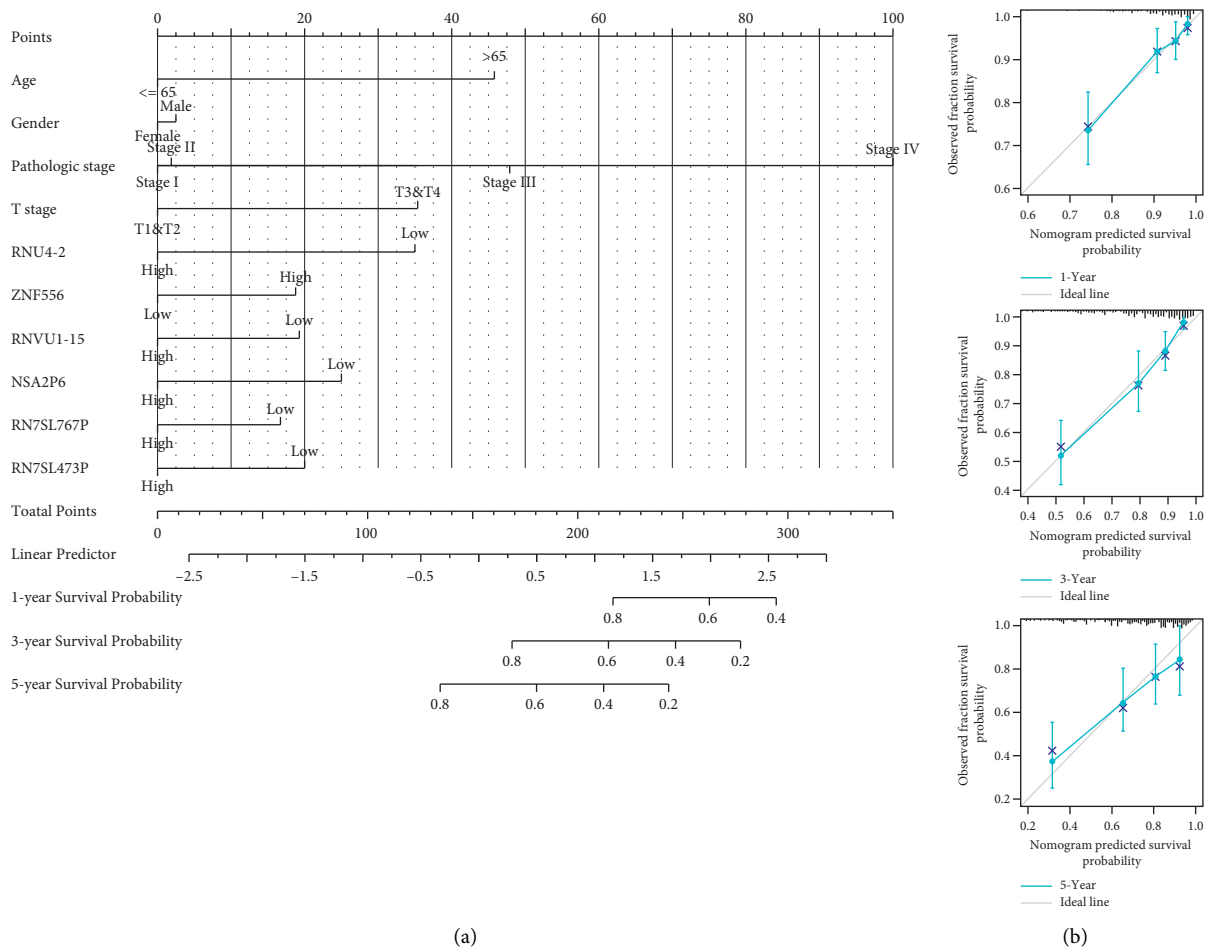 0 20 40 60 80 100
Points
>65
Age
<= 65
Male
Gender
Female
Stage II
Stage IV
Pathologic stage
Stage I
Stage III
T3&T4
T stage
T1&T2
Low
RNU4-2
High
High
ZNF556
Low
Low
RNVU1-15
High
Low
NSA2P6
High
Low
RN7SL767P
High
Low
RN7SL473P
High
Toatal Points
0 100 200 300
Linear Predictor
−2.5 −1.5 −0.5 0.5 1.5 2.5
1-year Survival Probability
0.8 0.6 0.4
3-year Survival Probability
0.8 0.6 0.4 0.2
5-year Survival Probability
0.8 0.6 0.4 0.2
(a)
Observed fraction survival
probability
1.0
0.9
0.8
0.7
0.6
0.6 0.7 0.8 0.9 1.0
Nomogram predicted survival
probability
1-Year
Ideal line
Observed fraction survival
probability
1.0
0.9
0.8
0.7
0.6
0.5
0.4
0.4 0.5 0.6 0.7 0.8 0.9 1.0
Nomogram predicted survival
probability
3-Year
Ideal line
Observed fraction survival
probability
1.0
0.8
0.6
0.4
0.2
0.2 0.4 0.6 0.8 1.0
Nomogram predicted survival
probability
5-Year
Ideal line
(b)